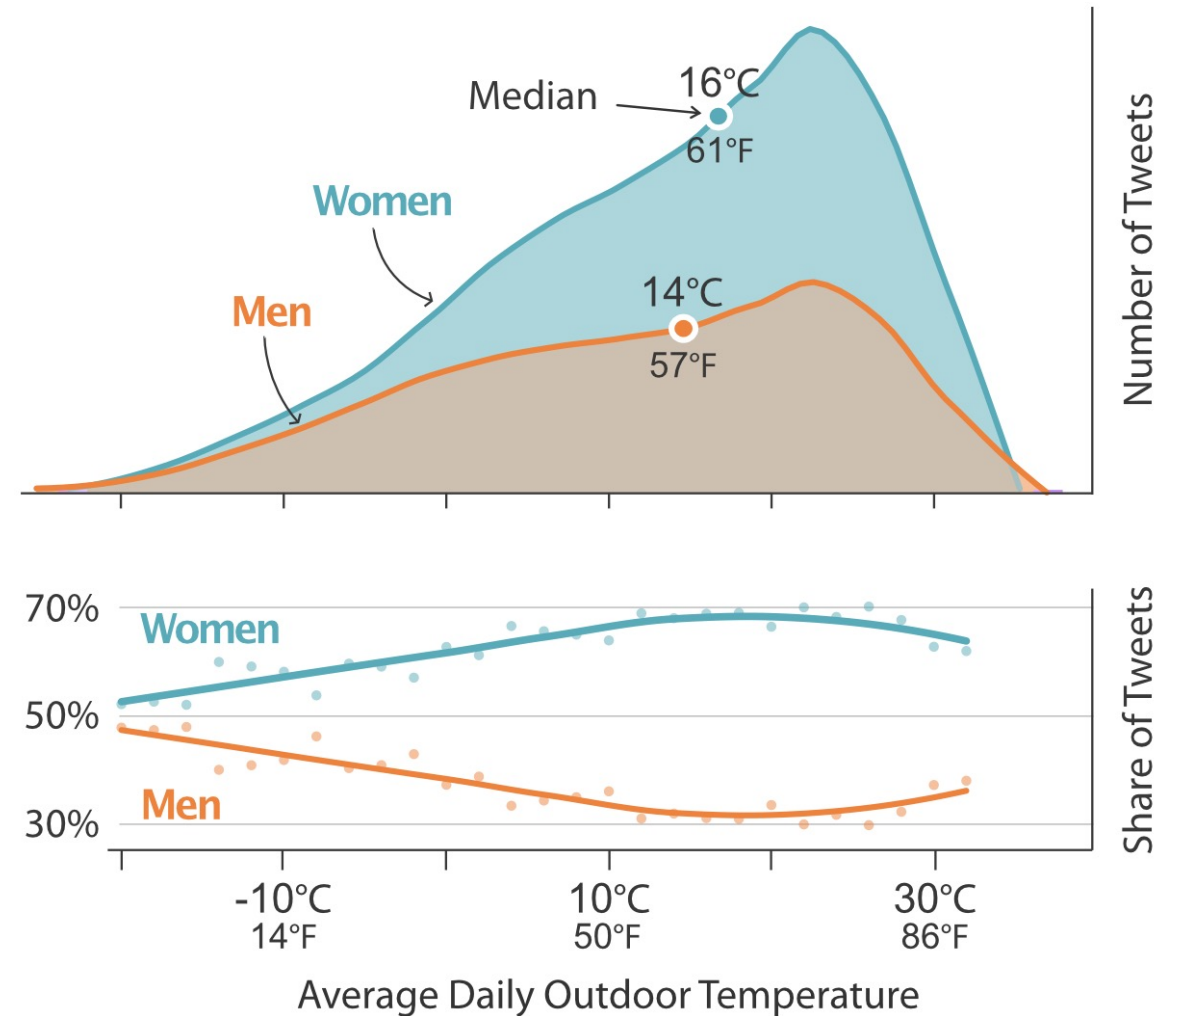 16°C
Median
61°F
Women
Men
14°C
57°F
Number of Tweets
70%
Women
50%
Men
30%
Share of Tweets
-10°C 10°C 30°C
14°F 50°F 86°F
Average Daily Outdoor Temperature